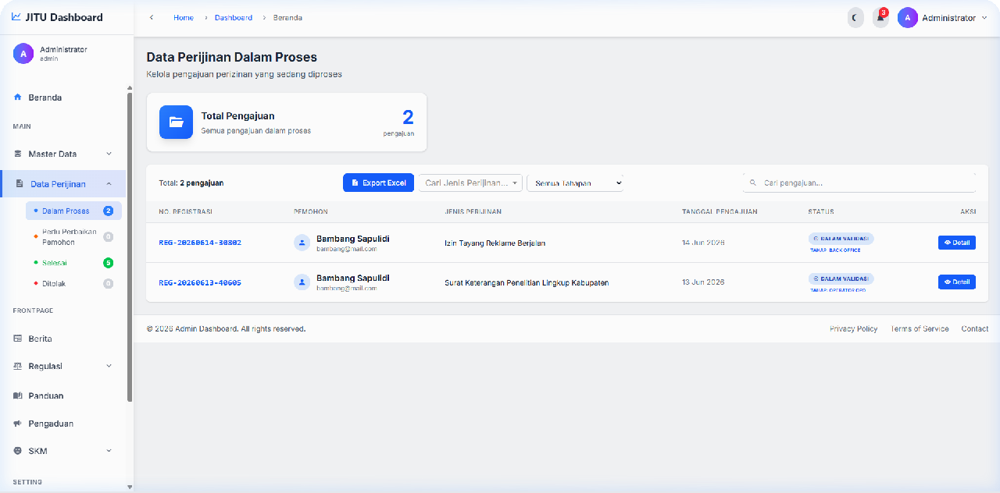 JITU Dashboard
Home > Dashboard > Beranda
3
A
Administrator
A
Administrator
admin
Beranda
MAIN
Master Data
Data Perijinan
Dalam Proses 2
Perlu Perbaikan
Pemohon 0
Selesai 5
Ditolak 0
FRONTPAGE
Berita
Regulasi
Panduan
Pengaduan
SKM
SETTING
Data Perijinan Dalam Proses
Kelola pengajuan perizinan yang sedang diproses
Total Pengajuan
Semua pengajuan dalam proses
2
pengajuan
Total: 2 pengajuan
Export Excel
Cari Jenis Perijinan...
Semua Tahapan
Cari pengajuan...
NO. REGISTRASI PEMOHON JENIS PERIJINAN TANGGAL PENGAJUAN STATUS AKSI
REG-20260614-30802
Bambang Sapulidi
bambang@mail.com
Izin Tayang Reklame Berjalan
14 Jun 2026
DALAM VALIDASI
TAHAP: BACK OFFICE
Detail
REG-20260613-40605
Bambang Sapulidi
bambang@mail.com
Surat Keterangan Penelitian Lingkup Kabupaten
13 Jun 2026
DALAM VALIDASI
TAHAP: OPERATOR OPD
Detail
© 2026 Admin Dashboard. All rights reserved.
Privacy Policy Terms of Service Contact